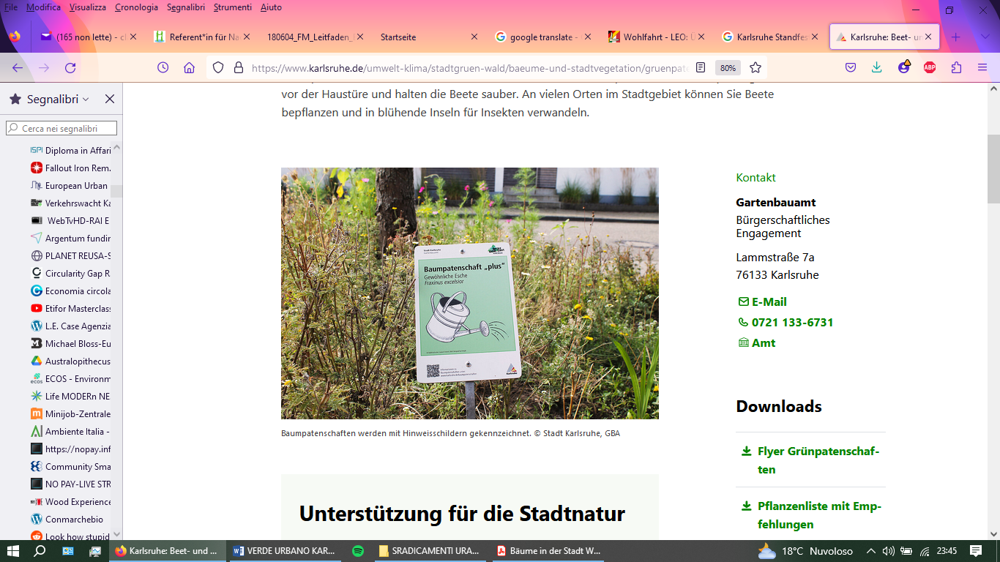 File Modifica Visualizza Cronologia Segnalibri Strumenti Aiuto
(165 non lette) - cl
Referent*in für Na
180604_FM_Leitfaden_
Startseite
google translate -
Wohlfahrt - LEO: Ü
Karlsruhe Standfes
Karlsruhe: Beet- un
https://www.karlsruhe.de/umwelt-klima/stadtgruen-wald/baeume-und-stadtvegetation/gruenpate
80%
ABP
Segnalibri
Cerca nei segnalibri
ISPI Diploma in Affari
Fallout Iron Rem.
European Urban
Verkehrswacht Ka
WebTvHD-RAI E
Argentum fundin
PLANET REUSA-S
Circularity Gap R
Economia circola
Etifor Masterclass
L.E. Case Agenzia
Michael Bloss-Eu
Australopithecus
ecos ECOS - Environm
Life MODERn NE
Minijob-Zentrale
Ambiente Italia -
https://nopay.inf
Community Sma
NO PAY-LIVE STR
Wood Experience
Conmarchebio
Look how stupid
vor der Haustüre und halten die Beete sauber. An vielen Orten im Stadtgebiet können Sie Beete
bepflanzen und in blühende Inseln für Insekten verwandeln.
Stadt Karlsruhe
Baumpatenschaft „plus“
Gewöhnliche Esche
Fraxinus excelsior
Karlsruhe
Baumpatenschaften werden mit Hinweisschildern gekennzeichnet. © Stadt Karlsruhe, GBA
Unterstützung für die Stadtnatur
Kontakt
Gartenbauamt
Bürgerschaftliches
Engagement
Lammstraße 7a
76133 Karlsruhe
E-Mail
0721 133-6731
Amt
Downloads
Flyer Grünpatenschaf-
ten
Pflanzenliste mit Emp-
fehlungen
Karlsruhe: Beet- und ...
VERDE URBANO KAR...
SRADICAMENTI URA...
Bäume in der Stadt W...
18°C Nuvoloso
23:45